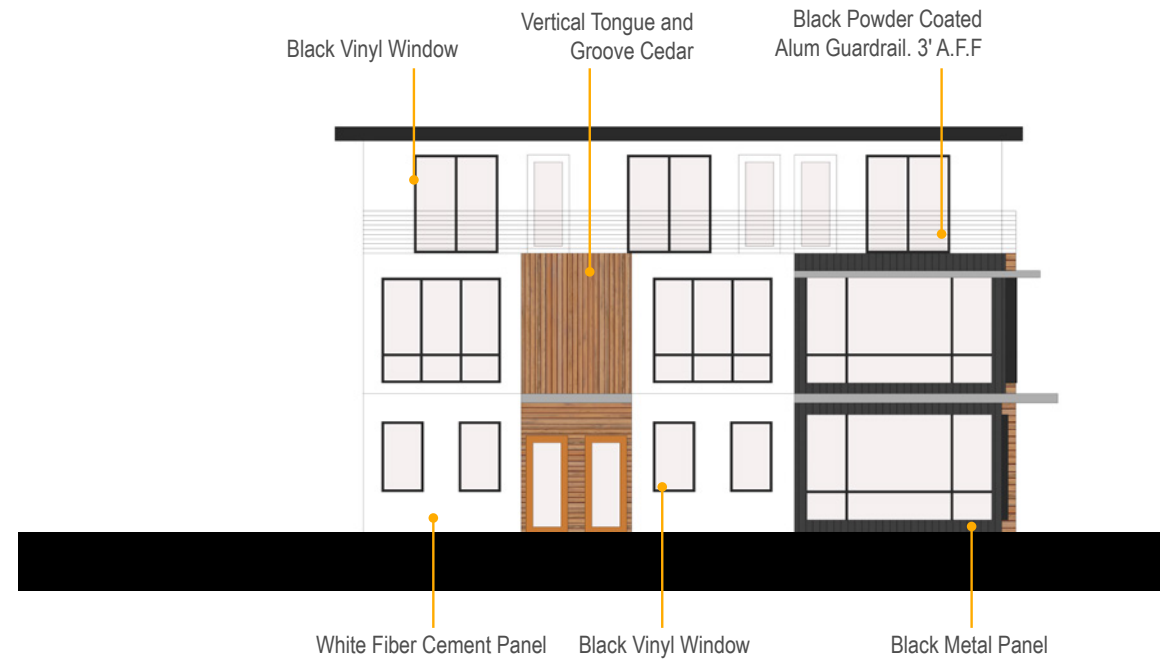 Black Vinyl Window
Vertical Tongue and
Groove Cedar
Black Powder Coated
Alum Guardrail. 3' A.F.F
White Fiber Cement Panel
Black Vinyl Window
Black Metal Panel